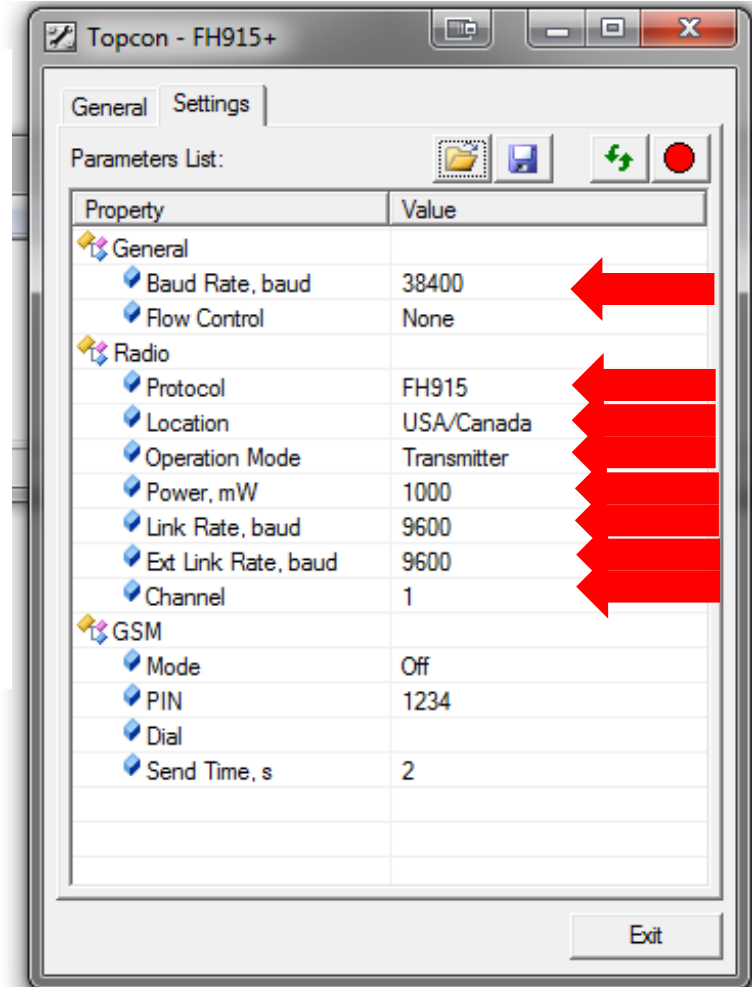 Topcon - FH915+
General Settings
Parameters List:
Property Value
General
Baud Rate, baud 38400
Flow Control None
Radio
Protocol FH915
Location USA/Canada
Operation Mode Transmitter
Power, mW 1000
Link Rate, baud 9600
Ext Link Rate, baud 9600
Channel 1
GSM
Mode Off
PIN 1234
Dial
Send Time, s 2
Exit